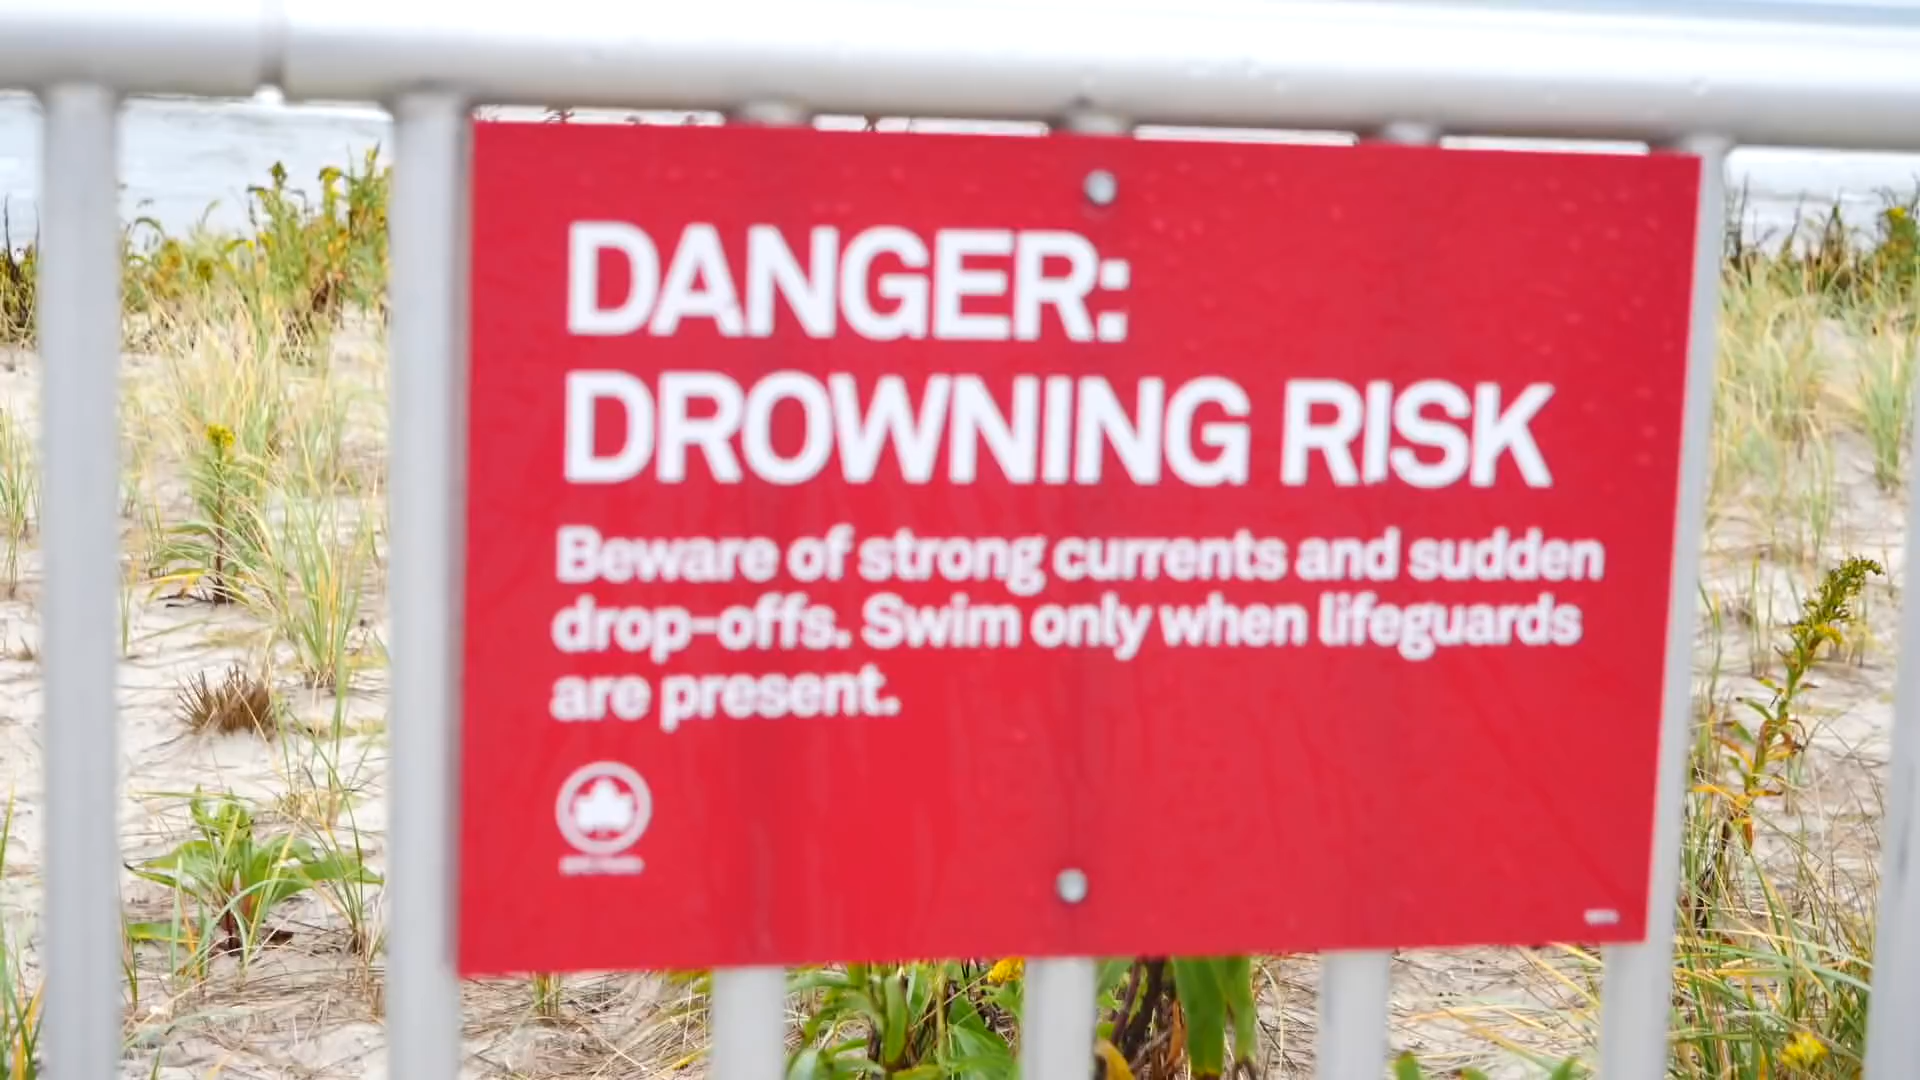 DANGER:
DROWNING RISK
Beware of strong currents and sudden
drop-offs. Swim only when lifeguards
are present.